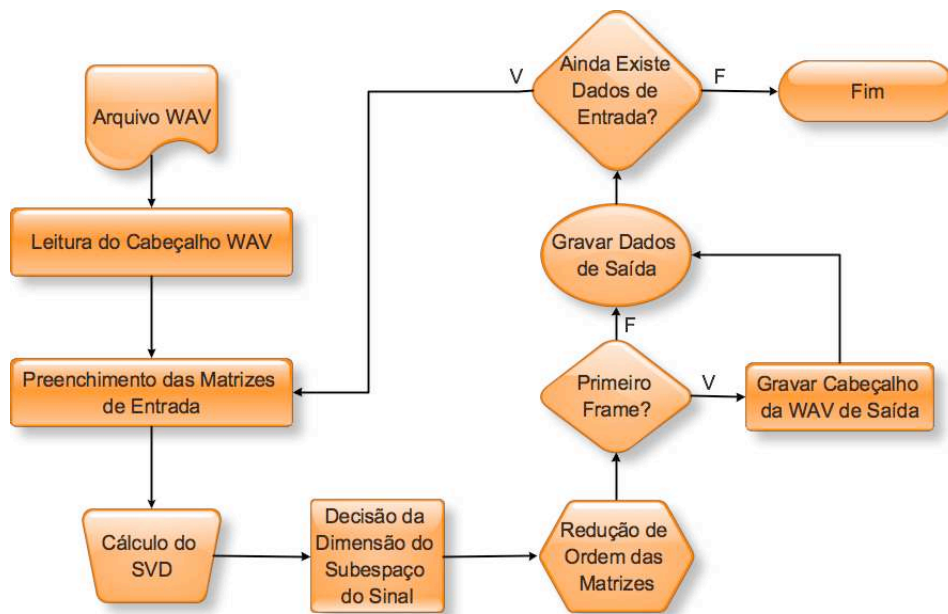 Arquivo WAV
Leitura do Cabeçalho WAV
Preenchimento das Matrizes
de Entrada
Cálculo do
SVD
Decisão da
Dimensão do
Subespaço
do Sinal
Redução de
Ordem das
Matrizes
Primeiro
Frame?
V
F
Gravar Cabeçalho
da WAV de Saída
Gravar Dados
de Saída
Ainda Existe
Dados de
Entrada?
V
F
Fim